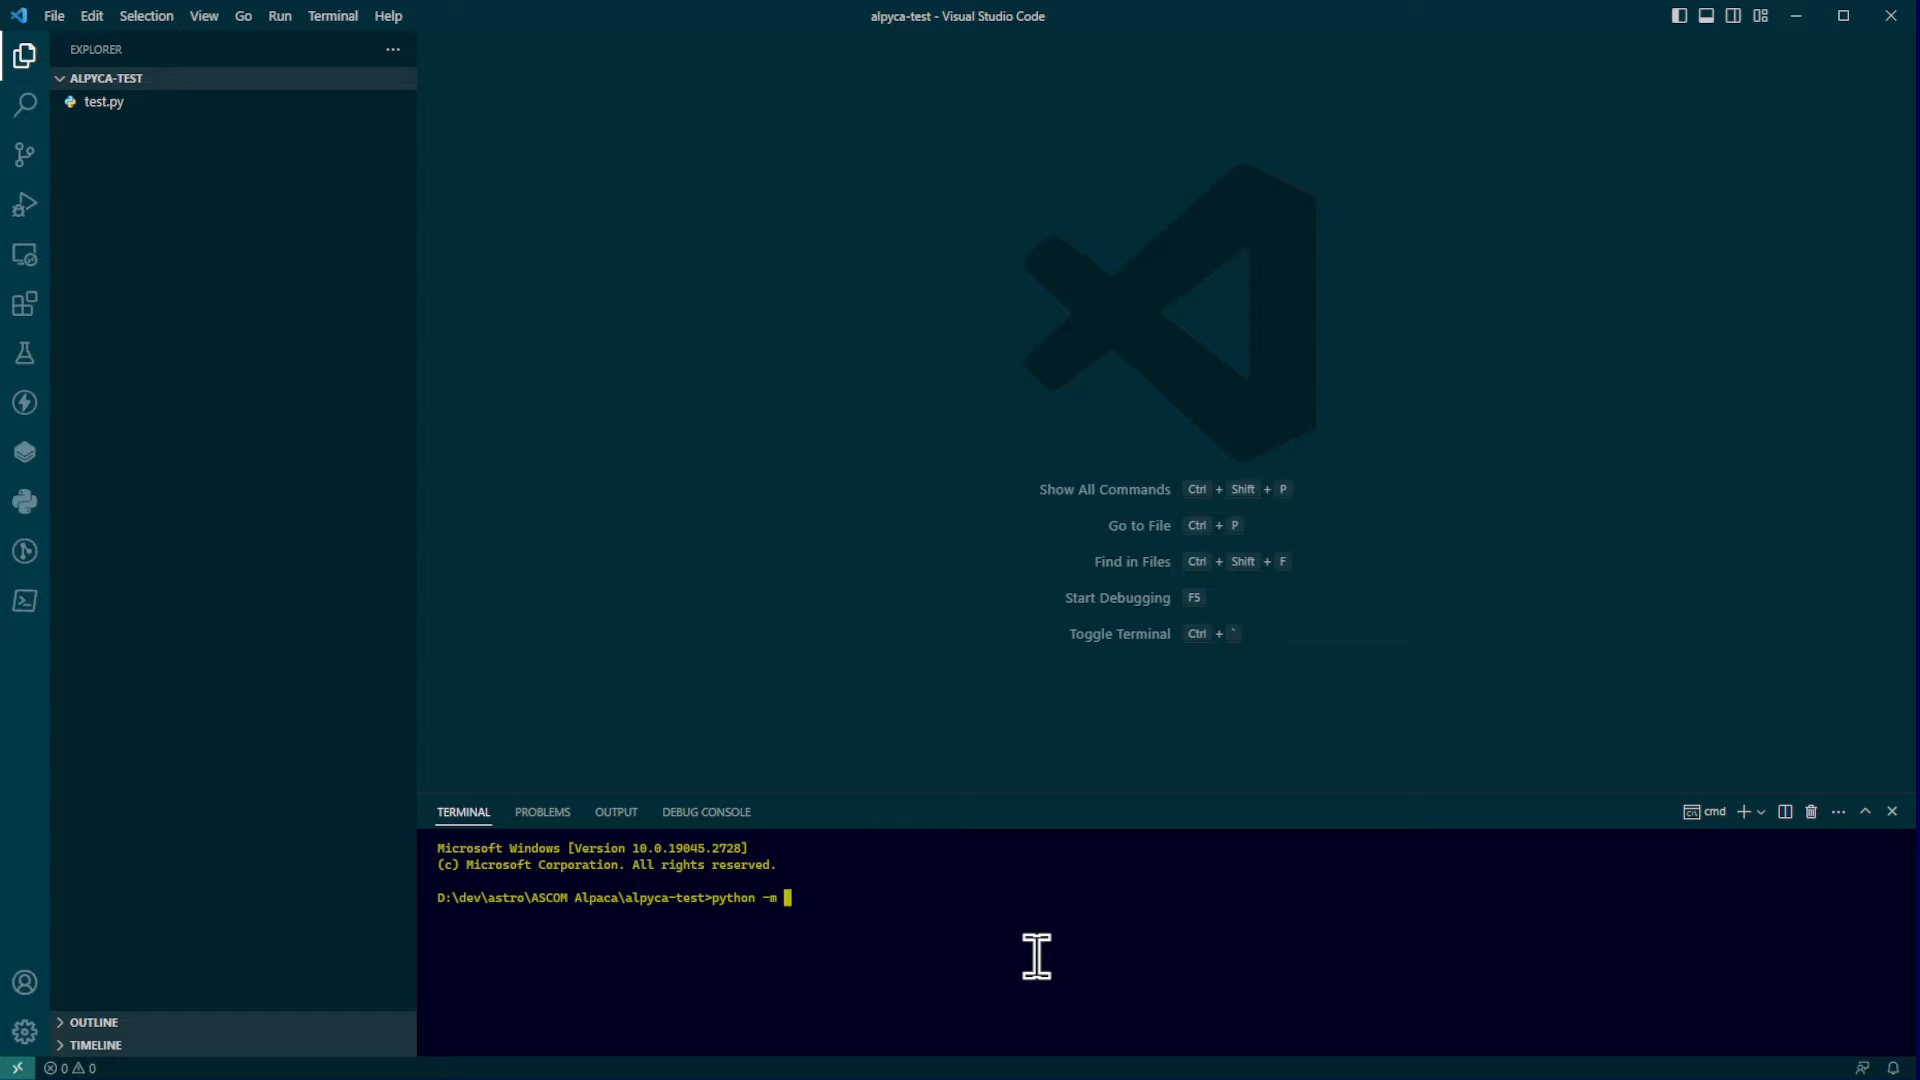 File Edit Selection View Go Run Terminal Help
alpyca-test - Visual Studio Code
EXPLORER
ALPYCA-TEST
test.py
Show All Commands Ctrl + Shift + P
Go to File Ctrl + P
Find in Files Ctrl + Shift + F
Start Debugging F5
Toggle Terminal Ctrl + `
TERMINAL PROBLEMS OUTPUT DEBUG CONSOLE
cmd
Microsoft Windows [Version 10.0.19045.2728]
(c) Microsoft Corporation. All rights reserved.
D:\dev\astro\ASCOM Alpaca\alpyca-test>python -m
OUTLINE
TIMELINE
0 0